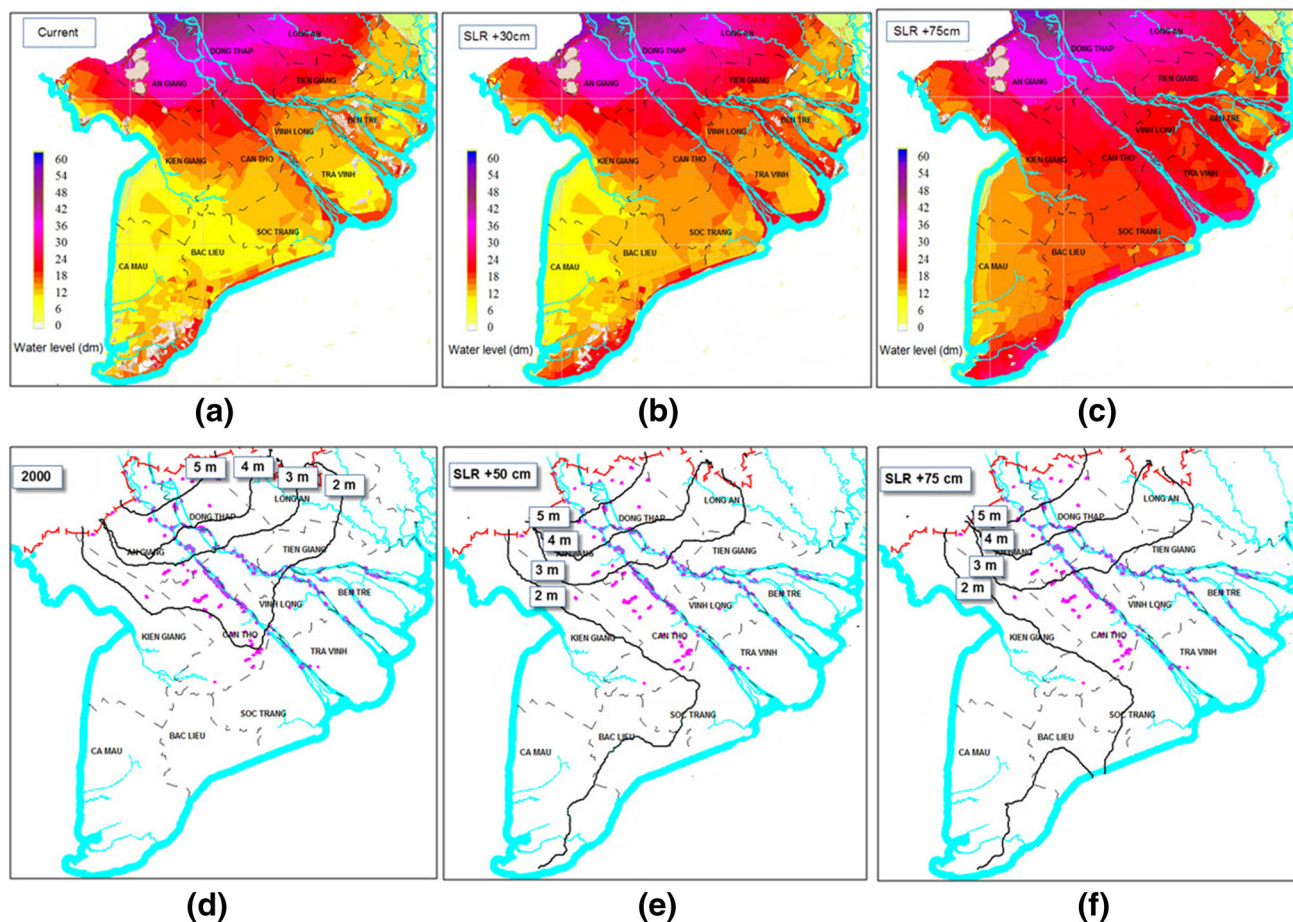 Current
LONG AN
DONG THAP
AN GIANG
TIEN GIANG
BEN TRE
VINH LONG
KIEN GIANG
CAN THO
TRA VINH
SOC TRANG
BAC LIEU
CA MAU
60
54
48
42
36
30
24
18
12
6
0
Water level (dm)
(a)
SLR +30cm
LONG AN
DONG THAP
AN GIANG
TIEN GIANG
BEN TRE
VINH LONG
KIEN GIANG
CAN THO
TRA VINH
SOC TRANG
BAC LIEU
CA MAU
60
54
48
42
36
30
24
18
12
6
0
Water level (dm)
(b)
SLR +75cm
LONG AN
DONG THAP
AN GIANG
TIEN GIANG
BEN TRE
VINH LONG
KIEN GIANG
CAN THO
TRA VINH
SOC TRANG
BAC LIEU
CA MAU
60
54
48
42
36
30
24
18
12
6
0
Water level (dm)
(c)
2000
5 m
4 m
3 m
2 m
LONG AN
DONG THAP
AN GIANG
TIEN GIANG
BEN TRE
VINH LONG
KIEN GIANG
CAN THO
TRA VINH
SOC TRANG
BAC LIEU
CA MAU
(d)
SLR +50 cm
5 m
4 m
3 m
2 m
LONG AN
DONG THAP
TIEN GIANG
BEN TRE
VINH LONG
KIEN GIANG
CAN THO
TRA VINH
SOC TRANG
BAC LIEU
CA MAU
(e)
SLR +75 cm
5 m
4 m
3 m
2 m
LONG AN
DONG THAP
TIEN GIANG
BEN TRE
VINH LONG
KIEN GIANG
CAN THO
TRA VINH
SOC TRANG
BAC LIEU
CA MAU
(f)